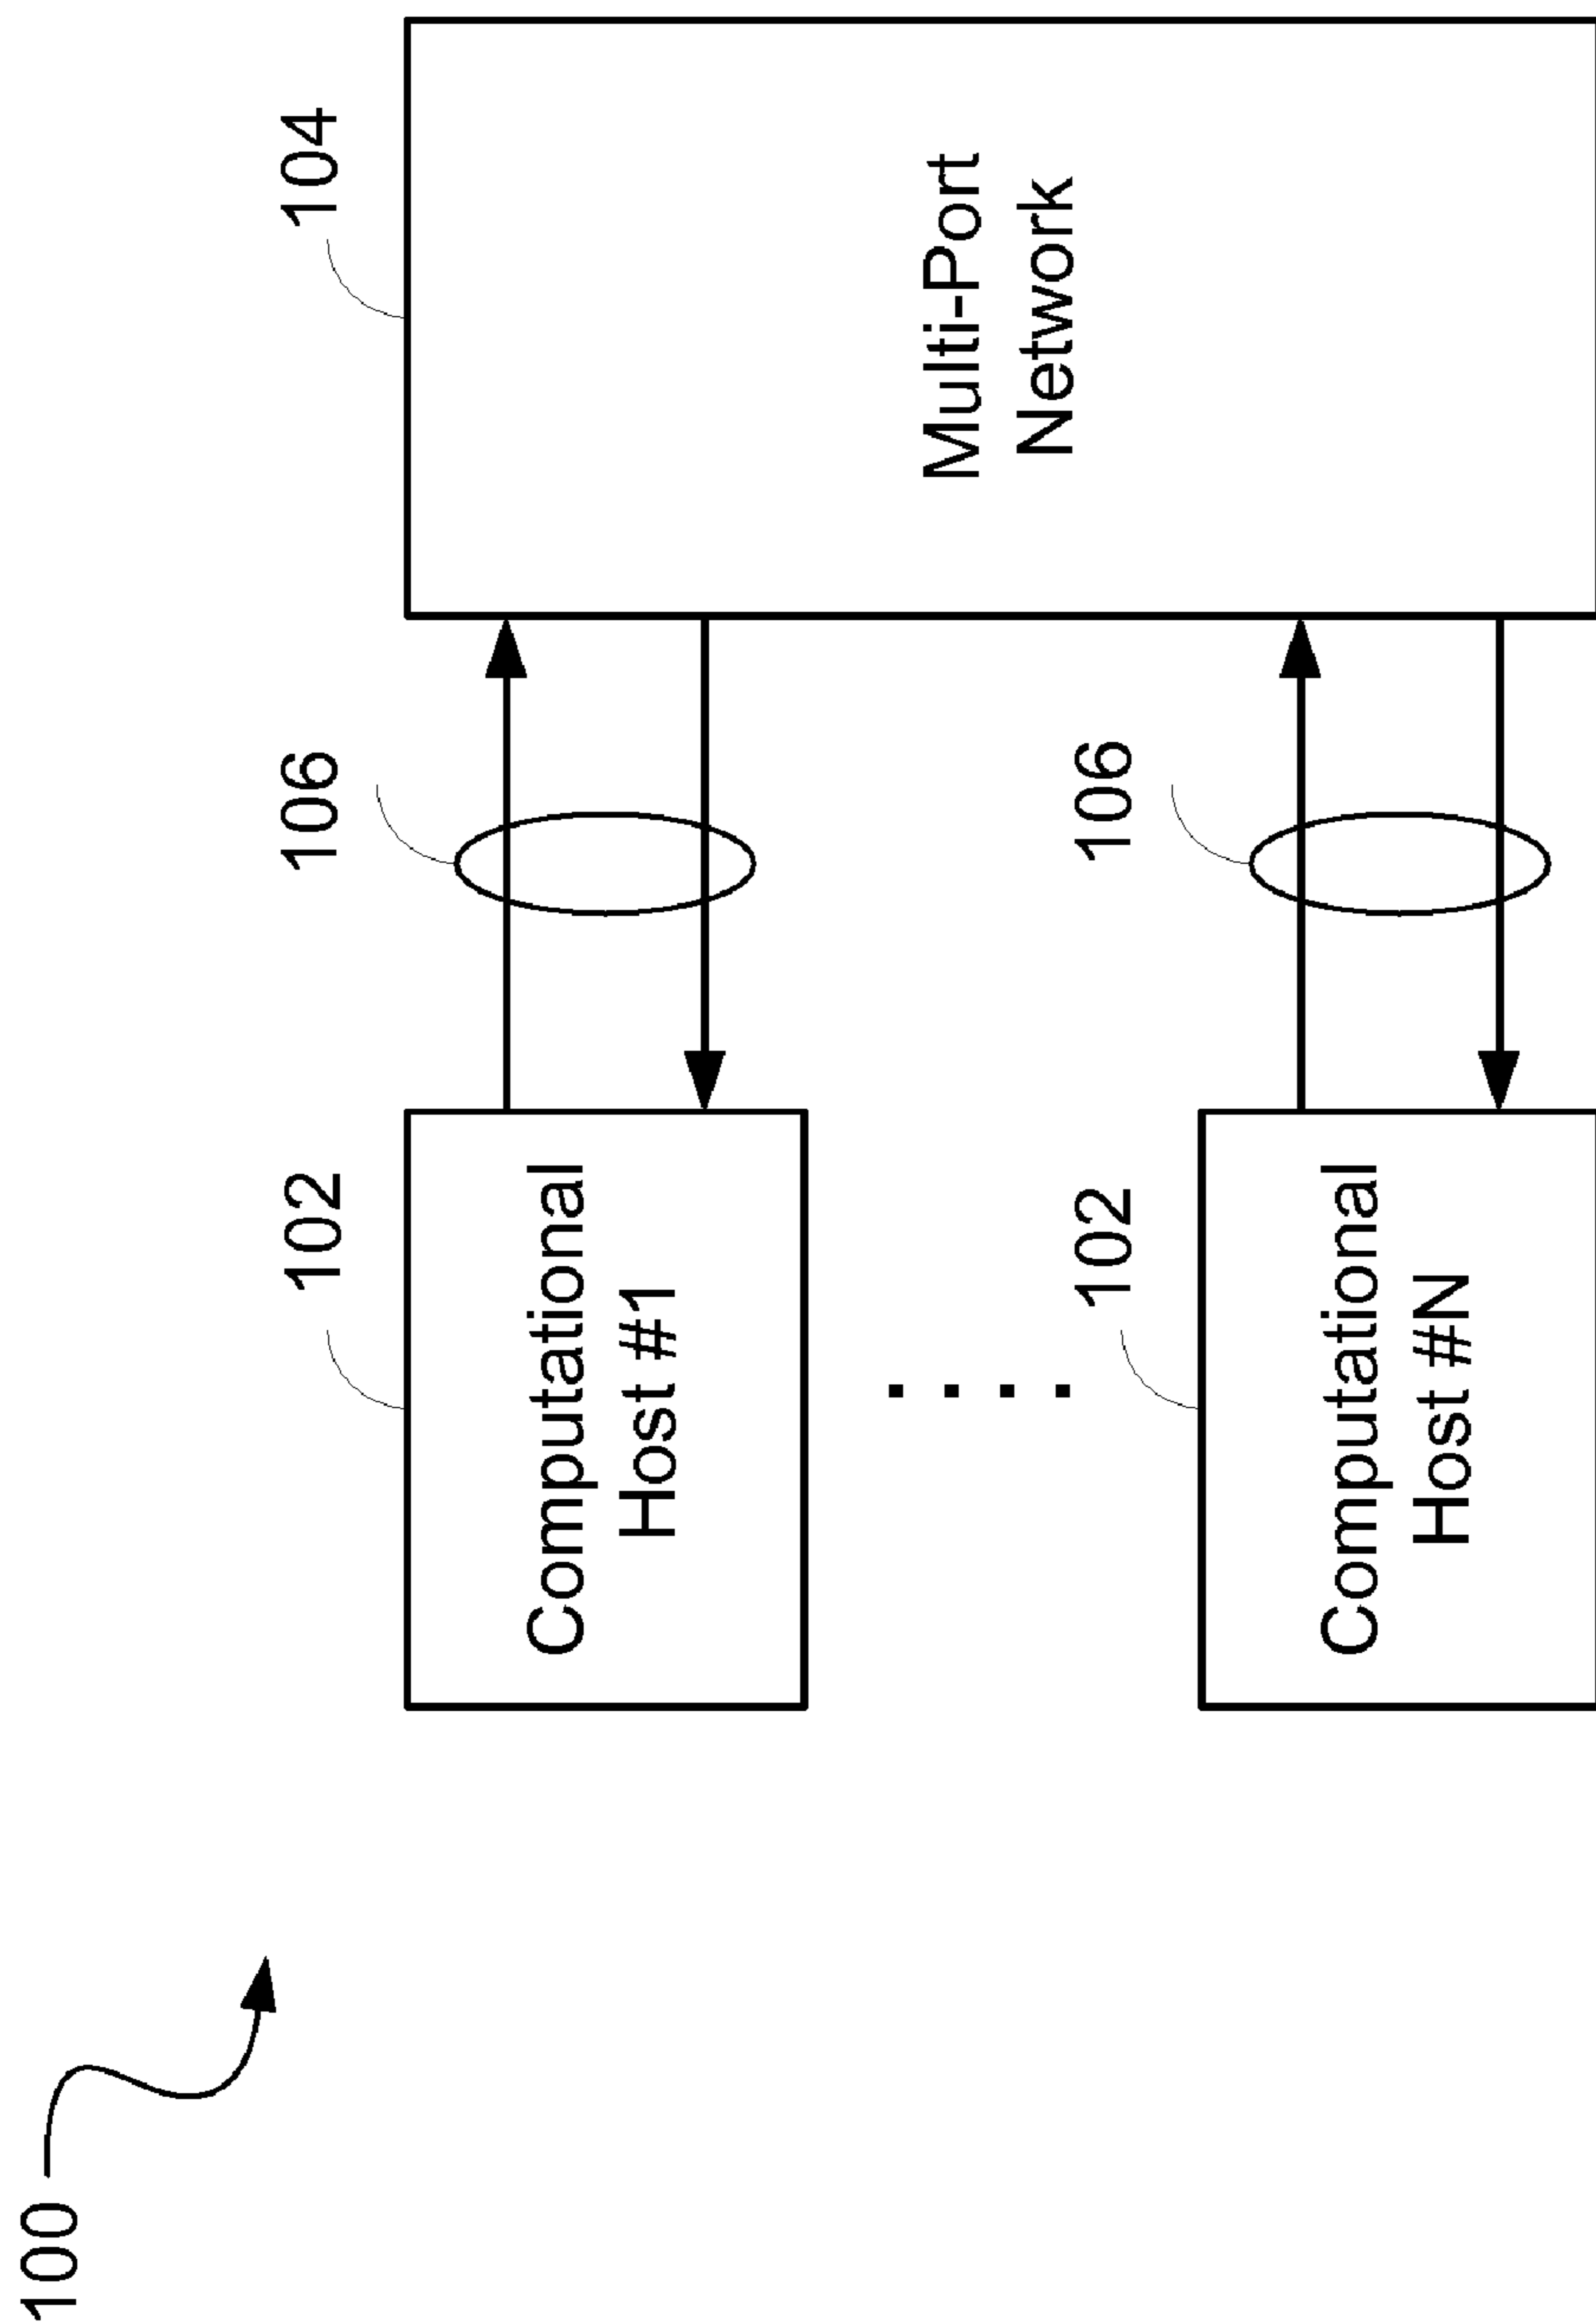 100
102
106
104
Computational
Host #1
Multi-Port
Network
. . . .
102
106
Computational
Host #N